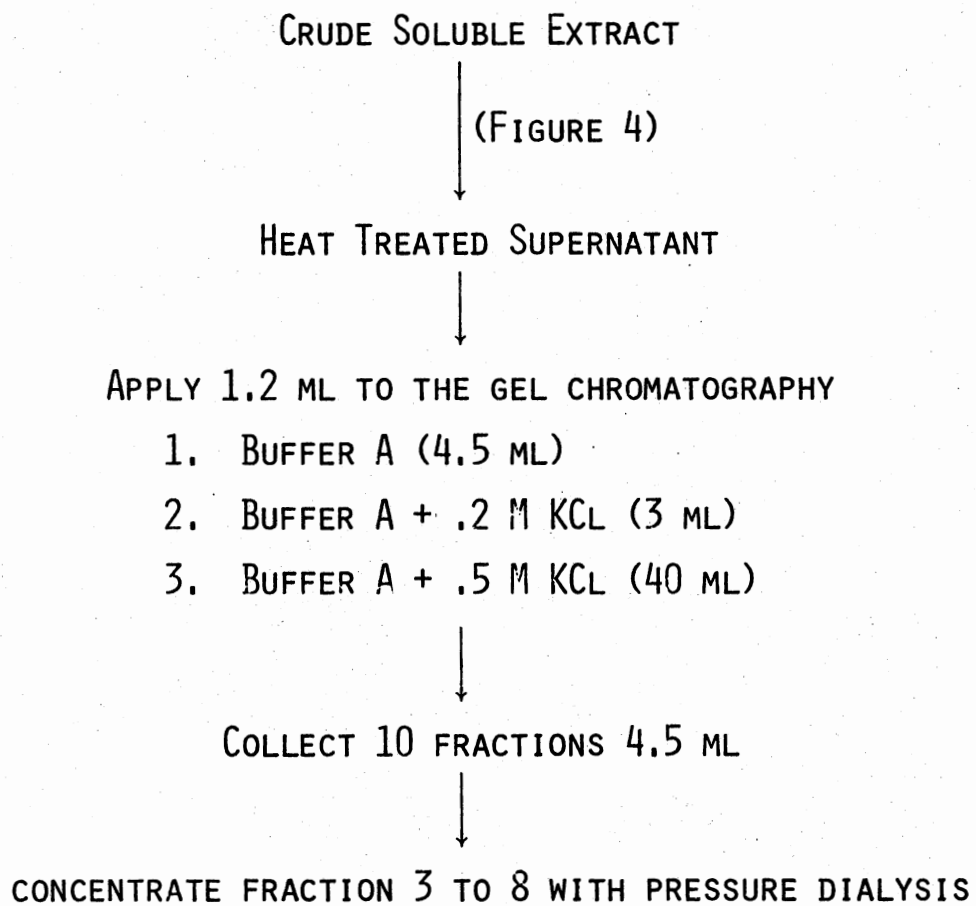 CRUDE SOLUBLE EXTRACT
(FIGURE 4)
HEAT TREATED SUPERNATANT
APPLY 1.2 ML TO THE GEL CHROMATOGRAPHY
1. BUFFER A (4.5 ML)
2. BUFFER A + .2 M KCL (3 ML)
3. BUFFER A + .5 M KCL (40 ML)
COLLECT 10 FRACTIONS 4.5 ML
CONCENTRATE FRACTION 3 TO 8 WITH PRESSURE DIALYSIS